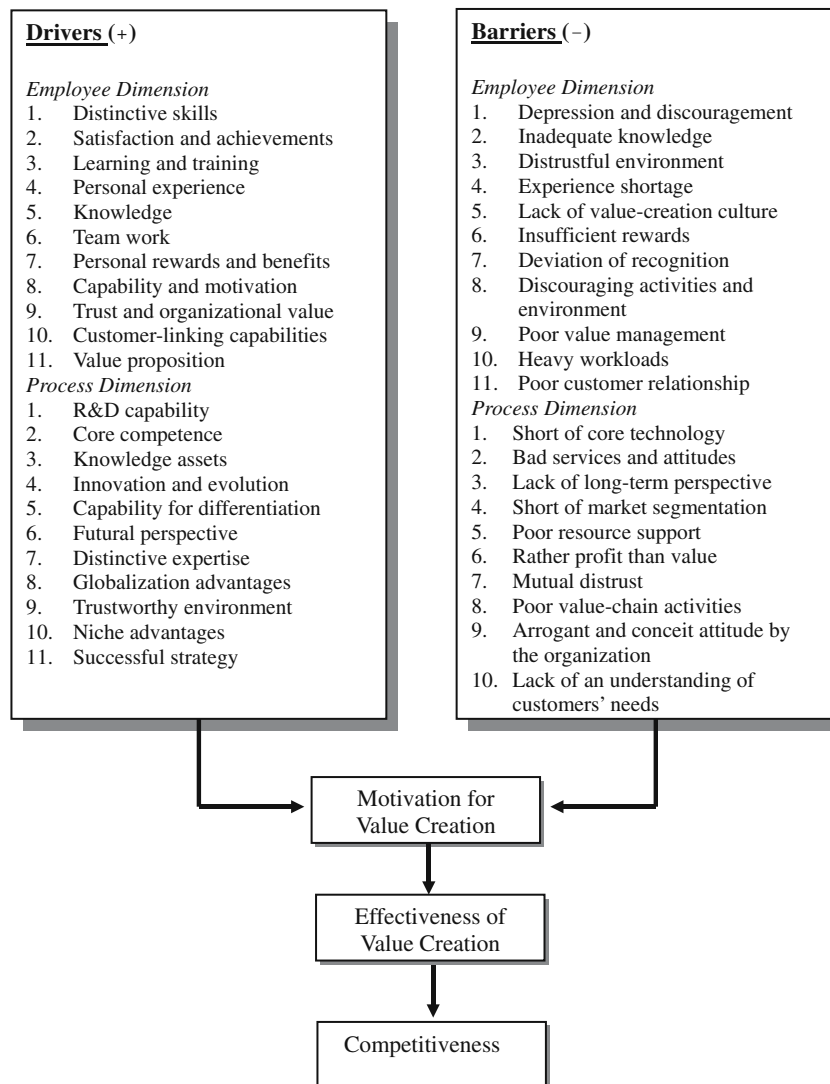 Drivers (+)
Employee Dimension
1. Distinctive skills
2. Satisfaction and achievements
3. Learning and training
4. Personal experience
5. Knowledge
6. Team work
7. Personal rewards and benefits
8. Capability and motivation
9. Trust and organizational value
10. Customer-linking capabilities
11. Value proposition
Process Dimension
1. R&D capability
2. Core competence
3. Knowledge assets
4. Innovation and evolution
5. Capability for differentiation
6. Futural perspective
7. Distinctive expertise
8. Globalization advantages
9. Trustworthy environment
10. Niche advantages
11. Successful strategy
Barriers (−)
Employee Dimension
1. Depression and discouragement
2. Inadequate knowledge
3. Distrustful environment
4. Experience shortage
5. Lack of value-creation culture
6. Insufficient rewards
7. Deviation of recognition
8. Discouraging activities and
environment
9. Poor value management
10. Heavy workloads
11. Poor customer relationship
Process Dimension
1. Short of core technology
2. Bad services and attitudes
3. Lack of long-term perspective
4. Short of market segmentation
5. Poor resource support
6. Rather profit than value
7. Mutual distrust
8. Poor value-chain activities
9. Arrogant and conceit attitude by
the organization
10. Lack of an understanding of
customers' needs
Motivation for
Value Creation
Effectiveness of
Value Creation
Competitiveness